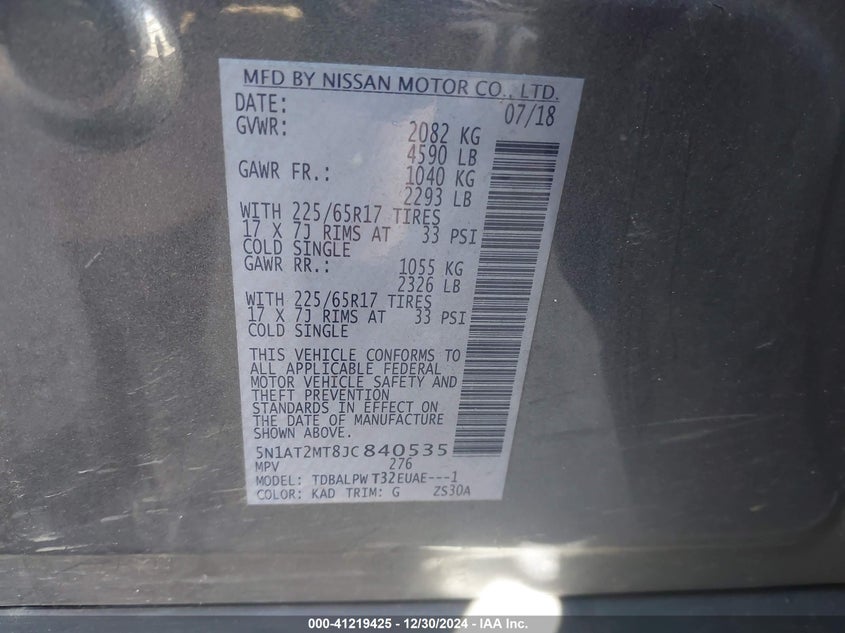 MFD BY NISSAN MOTOR CO., LTD.
DATE: 07/18
GVWR: 2082 KG
4590 LB
GAWR FR.: 1040 KG
2293 LB
WITH 225/65R17 TIRES
17 X 7J RIMS AT 33 PSI
COLD SINGLE
GAWR RR.: 1055 KG
2326 LB
WITH 225/65R17 TIRES
17 X 7J RIMS AT 33 PSI
COLD SINGLE
THIS VEHICLE CONFORMS TO
ALL APPLICABLE FEDERAL
MOTOR VEHICLE SAFETY AND
THEFT PREVENTION
STANDARDS IN EFFECT ON
THE DATE OF MANUFACTURE
SHOWN ABOVE.
5N1AT2MT8JC840535
MPV 276
MODEL: TDBALPW T32EUAE---1
COLOR: KAD TRIM: G ZS30A
000-41219425 - 12/30/2024 - IAA Inc.